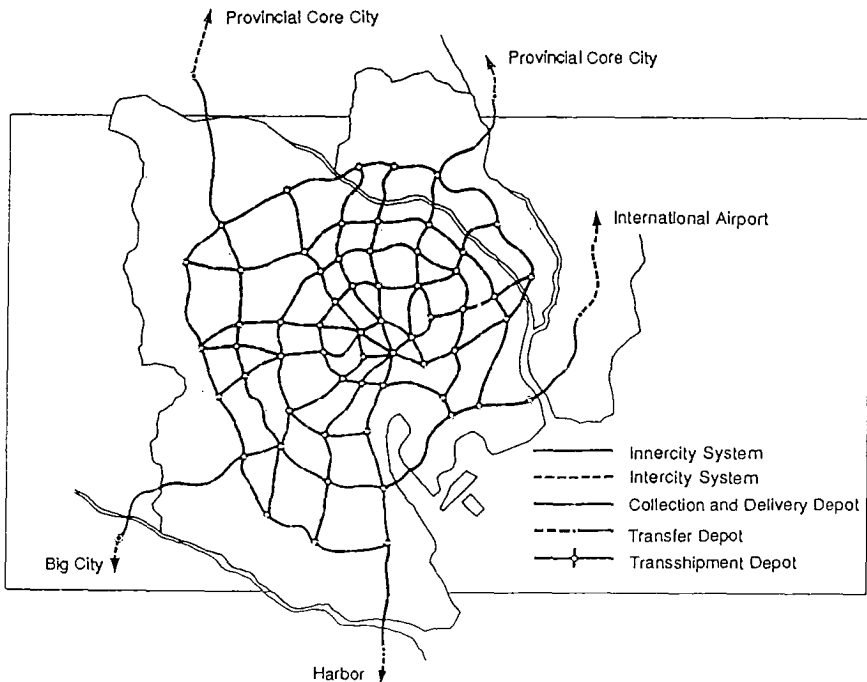 Provincial Core City
Provincial Core City
International Airport
Innercity System
Intercity System
Collection and Delivery Depot
Transfer Depot
Transshipment Depot
Big City
Harbor